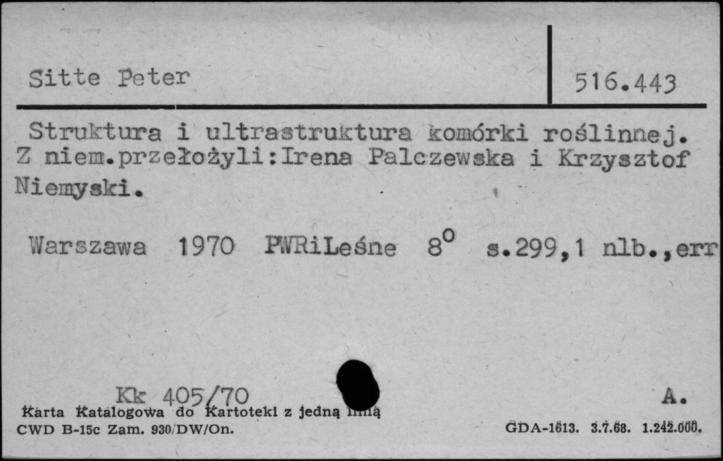 Sitte Peter
516.443
Struktura i ultrastruktura komórki roślinnej.
Z niem.przełożyli:Irena Palczewska i Krzysztof
Niemyski.
Warszawa 1970 PWRiLeśne 8° s.299,1 nlb.,err
Kk 405/70
A.
Karta Katalogowa do Kartoteki z jedną inną
CWD B-15c Zam. 930/DW/On.
GDA-1613. 3.7.68. 1.242.000.